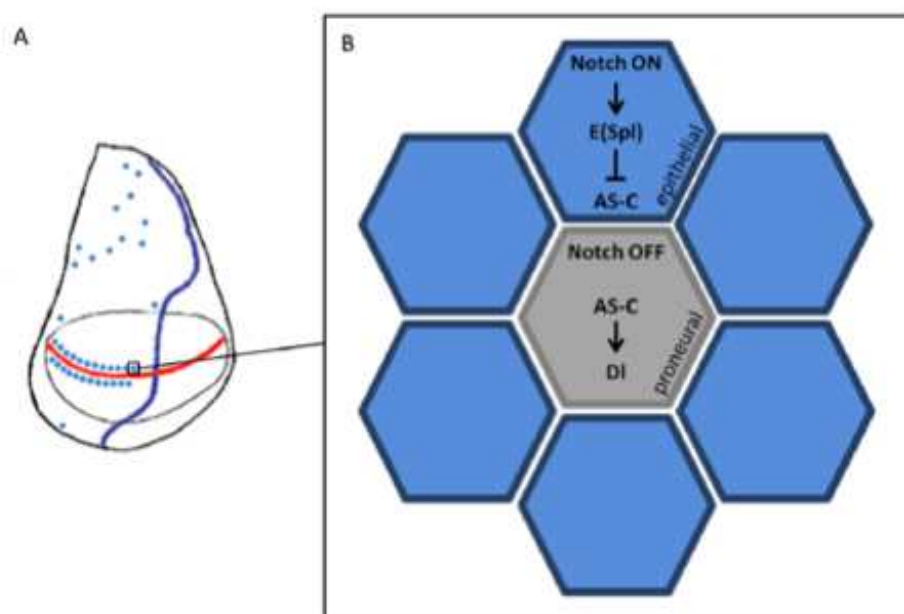 A
B
Notch ON
E(Spl)
AS-C
epithelial
Notch OFF
AS-C
Dl
proneural